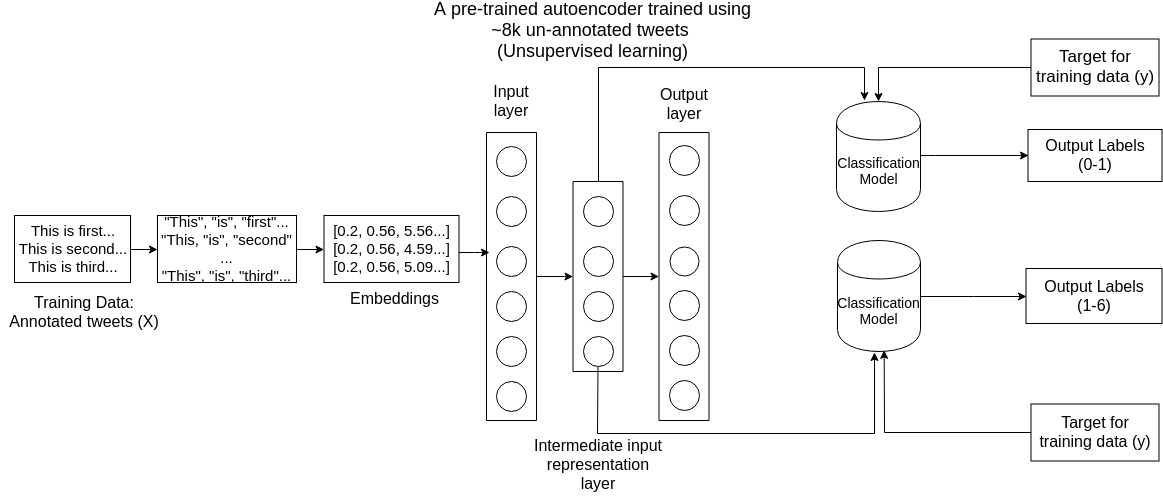 A pre-trained autoencoder trained using
~8k un-annotated tweets
(Unsupervised learning)
Input
layer
Output
layer
Target for
training data (y)
Classification
Model
Output Labels
(0-1)
This is first...
This is second...
This is third...
"This", "is", "first"...
"This, "is", "second"
...
"This", "is", "third"...
[0.2, 0.56, 5.56...]
[0.2, 0.56, 4.59...]
[0.2, 0.56, 5.09...]
Embeddings
Training Data:
Annotated tweets (X)
Classification
Model
Output Labels
(1-6)
Target for
training data (y)
Intermediate input
representation
layer